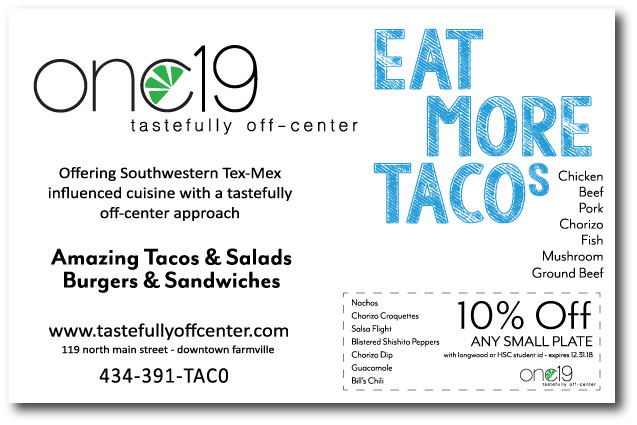 one19
tastefully off-center
Offering Southwestern Tex-Mex
influenced cuisine with a tastefully
off-center approach
Amazing Tacos & Salads
Burgers & Sandwiches
www.tastefullyoffcenter.com
119 north main street - downtown farmville
434-391-TACO
EAT
MORE
TACOS
Chicken
Beef
Pork
Chorizo
Fish
Mushroom
Ground Beef
Nachos
Chorizo Croquettes
Salsa Flight
Blistered Shishito Peppers
Chorizo Dip
Guacamole
Bill's Chili
10% Off
ANY SMALL PLATE
with longwood or HSC student id - expires 12.31.18
one19
tastefully off-center